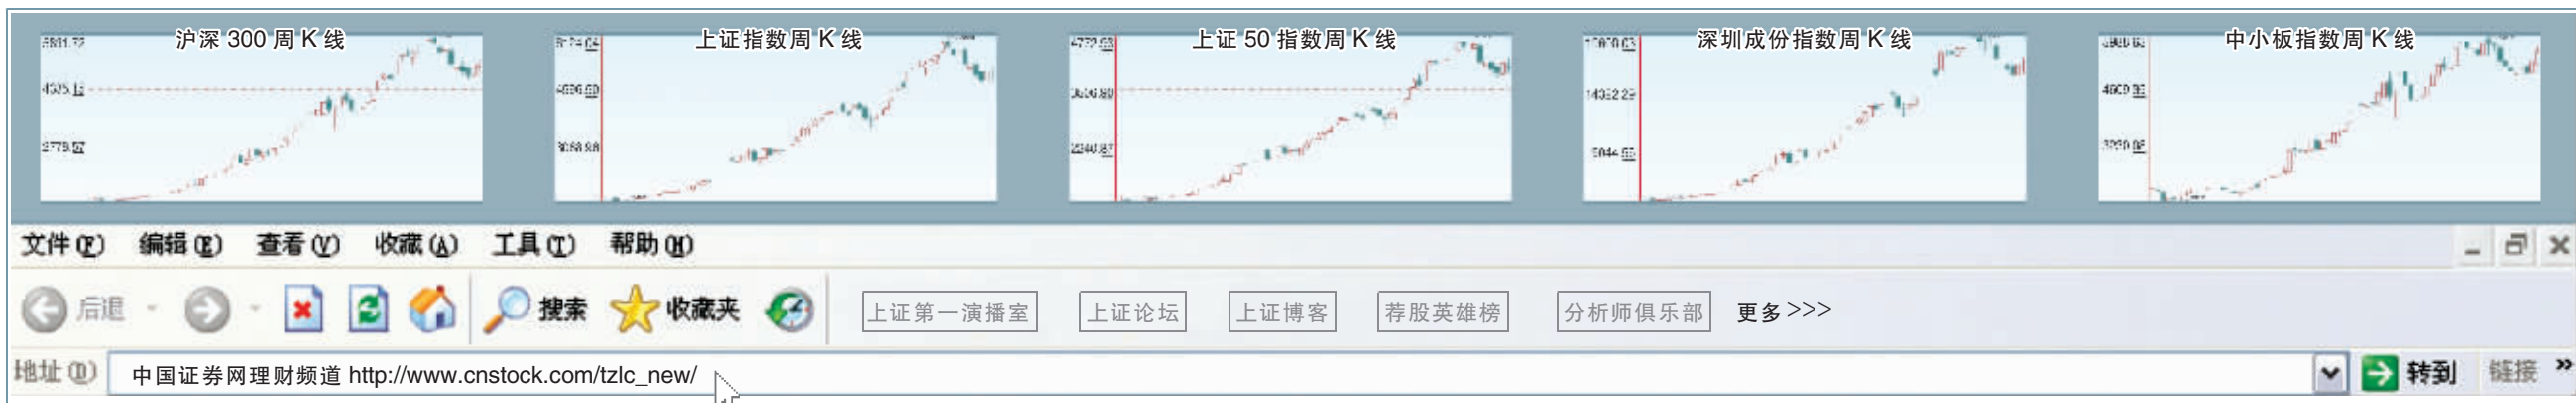 沪深 300 周 K 线
上证指数周 K 线
上证 50 指数周 K 线
深圳成份指数周 K 线
中小板指数周 K 线
文件(F) 编辑(E) 查看(V) 收藏(A) 工具(T) 帮助(H)
后退 搜索 收藏夹 上证第一演播室 上证论坛 上证博客 荐股英雄榜 分析师俱乐部 更多>>>
地址(D) 中国证券网理财频道 http://www.cnstock.com/tzlc_new/ 转到 链接 »